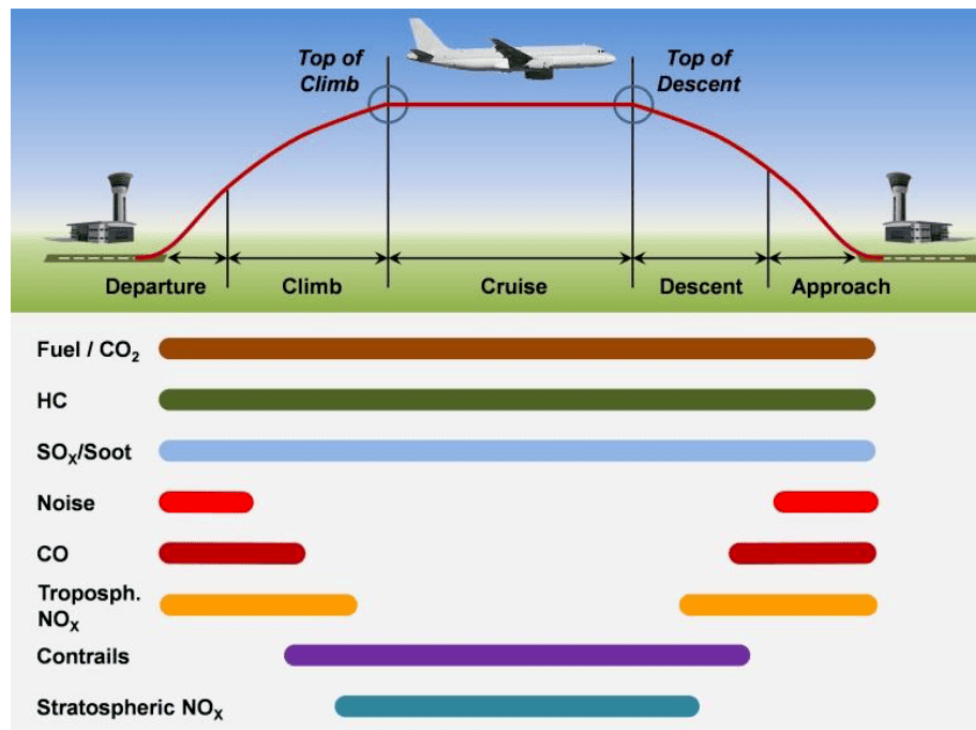 Top of
Climb
Top of
Descent
Departure
Climb
Cruise
Descent
Approach
Fuel / CO₂
HC
SOₓ/Soot
Noise
CO
Troposph.
NOₓ
Contrails
Stratospheric NOₓ